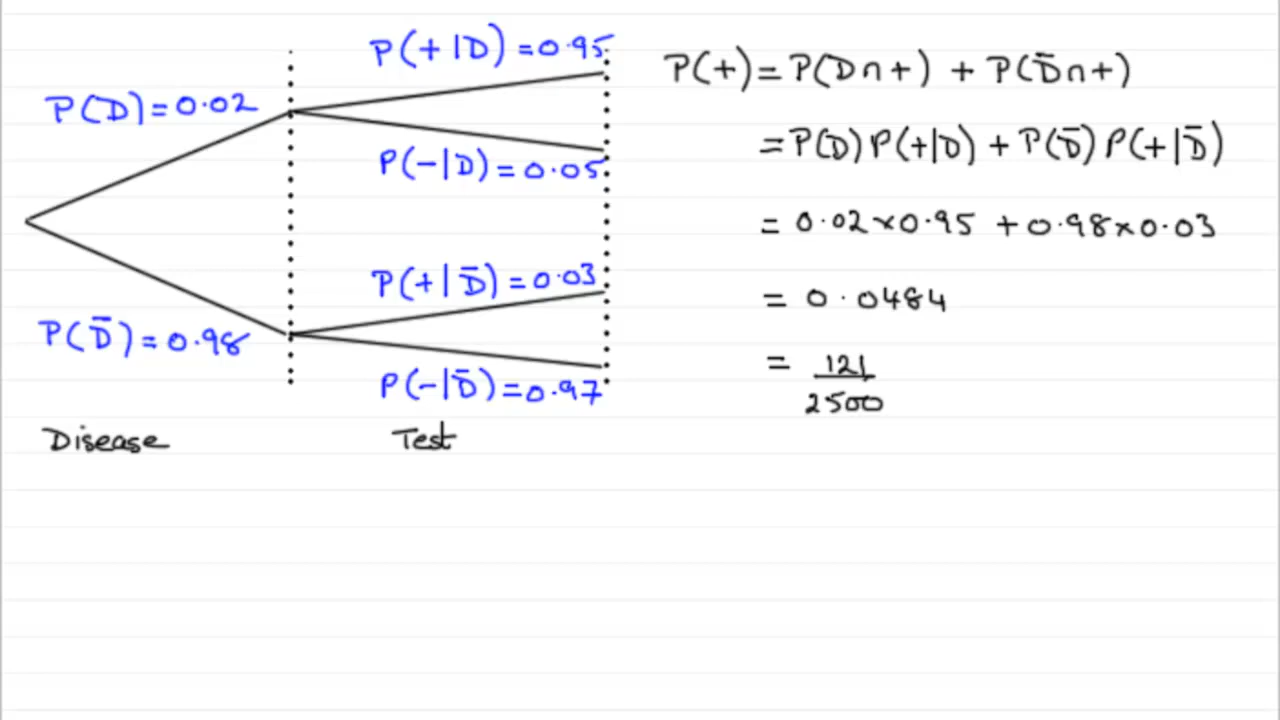 P(+|D) = 0.95
P(D) = 0.02
P(-|D) = 0.05
P(+|D̄) = 0.03
P(D̄) = 0.98
P(-|D̄) = 0.97
Disease
Test
P(+) = P(D∩+) + P(D̄∩+)
= P(D) P(+|D) + P(D̄) P(+|D̄)
= 0.02 × 0.95 + 0.98 × 0.03
= 0.0484
= 121/2500